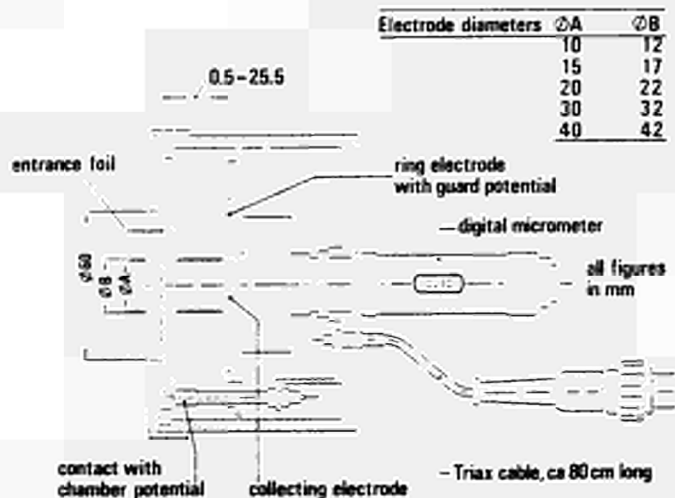 Electrode diameters ∅A ∅B
10 12
15 17
20 22
30 32
40 42
0.5-25.5
entrance foil
ring electrode
with guard potential
digital micrometer
all figures
in mm
∅60
∅B
∅A
contact with
chamber potential
collecting electrode
- Triax cable, ca 80 cm long